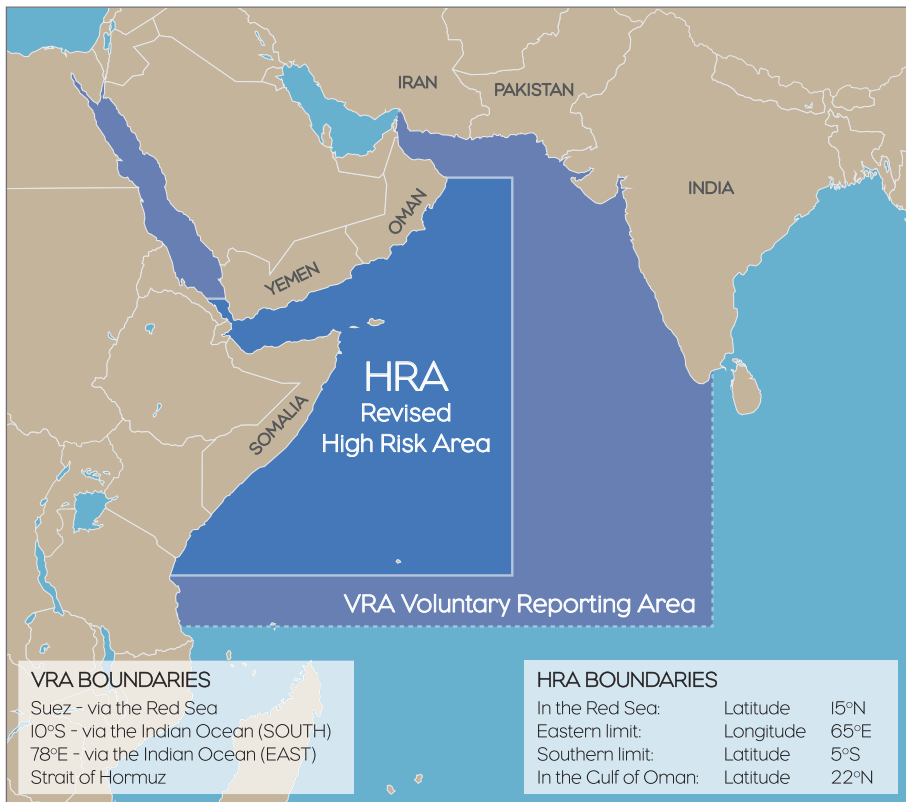 IRAN
PAKISTAN
INDIA
OMAN
YEMEN
HRA
Revised
High Risk Area
SOMALIA
VRA Voluntary Reporting Area
VRA BOUNDARIES
Suez - via the Red Sea
10°S - via the Indian Ocean (SOUTH)
78°E - via the Indian Ocean (EAST)
Strait of Hormuz
HRA BOUNDARIES
In the Red Sea: Latitude 15°N
Eastern limit: Longitude 65°E
Southern limit: Latitude 5°S
In the Gulf of Oman: Latitude 22°N